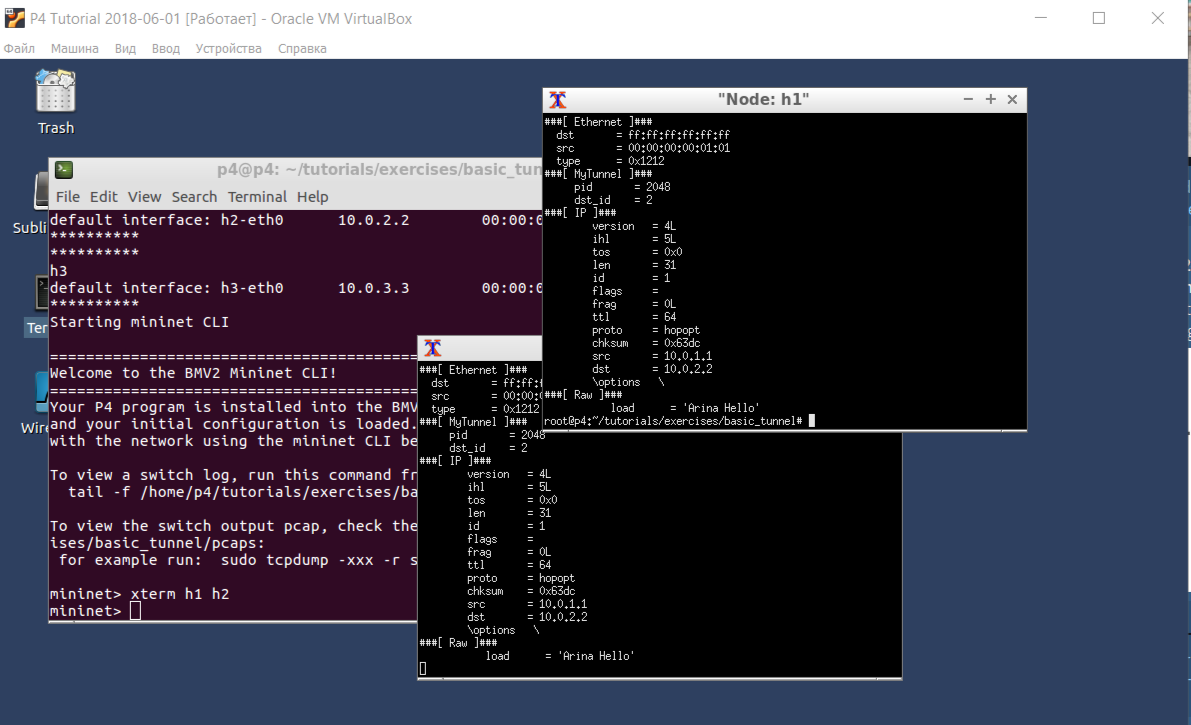 P4 Tutorial 2018-06-01 [Работает] - Oracle VM VirtualBox
Файл Машина Вид Ввод Устройства Справка
Trash
Subli
Ter
Wire
p4@p4: ~/tutorials/exercises/basic_tun
File Edit View Search Terminal Help
default interface: h2-eth0 10.0.2.2 00:00:0
**********
**********
h3
default interface: h3-eth0 10.0.3.3 00:00:0
**********
Starting mininet CLI
=========================================
Welcome to the BMV2 Mininet CLI!
=========================================
Your P4 program is installed into the BMV
and your initial configuration is loaded.
with the network using the mininet CLI be
To view a switch log, run this command fr
tail -f /home/p4/tutorials/exercises/ba
To view the switch output pcap, check the
ises/basic_tunnel/pcaps:
for example run: sudo tcpdump -xxx -r s
mininet> xterm h1 h2
mininet>
"Node: h1"
###[ Ethernet ]###
dst = ff:ff:ff:ff:ff:ff
src = 00:00:00:00:01:01
type = 0x1212
###[ MyTunnel ]###
pid = 2048
dst_id = 2
###[ IP ]###
version = 4L
ihl = 5L
tos = 0x0
len = 31
id = 1
flags =
frag = 0L
ttl = 64
proto = hopopt
chksum = 0x63dc
src = 10.0.1.1
dst = 10.0.2.2
\options \
###[ Raw ]###
load = 'Arina Hello'
root@p4:~/tutorials/exercises/basic_tunnel#
###[ Ethernet ]###
dst = ff:ff:
src = 00:00:
type = 0x1212
###[ MyTunnel ]###
pid = 2048
dst_id = 2
###[ IP ]###
version = 4L
ihl = 5L
tos = 0x0
len = 31
id = 1
flags =
frag = 0L
ttl = 64
proto = hopopt
chksum = 0x63dc
src = 10.0.1.1
dst = 10.0.2.2
\options \
###[ Raw ]###
load = 'Arina Hello'